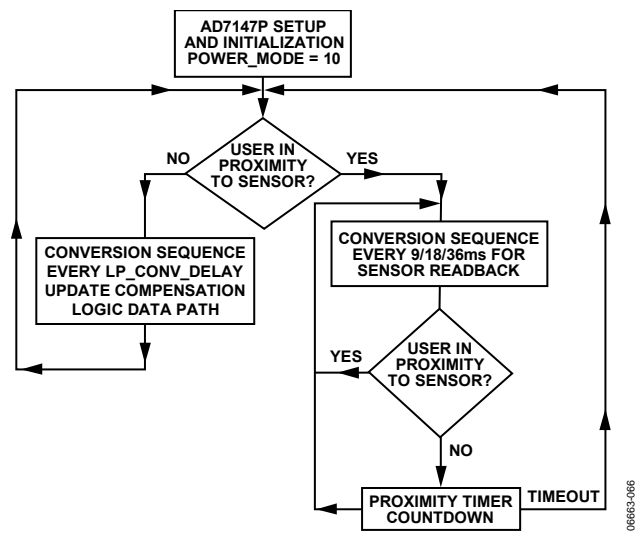 AD7147P SETUP
AND INITIALIZATION
POWER_MODE = 10
USER IN
PROXIMITY
TO SENSOR?
NO
YES
CONVERSION SEQUENCE
EVERY LP_CONV_DELAY
UPDATE COMPENSATION
LOGIC DATA PATH
CONVERSION SEQUENCE
EVERY 9/18/36ms FOR
SENSOR READBACK
YES
USER IN
PROXIMITY
TO SENSOR?
NO
PROXIMITY TIMER
COUNTDOWN
TIMEOUT
06663-066